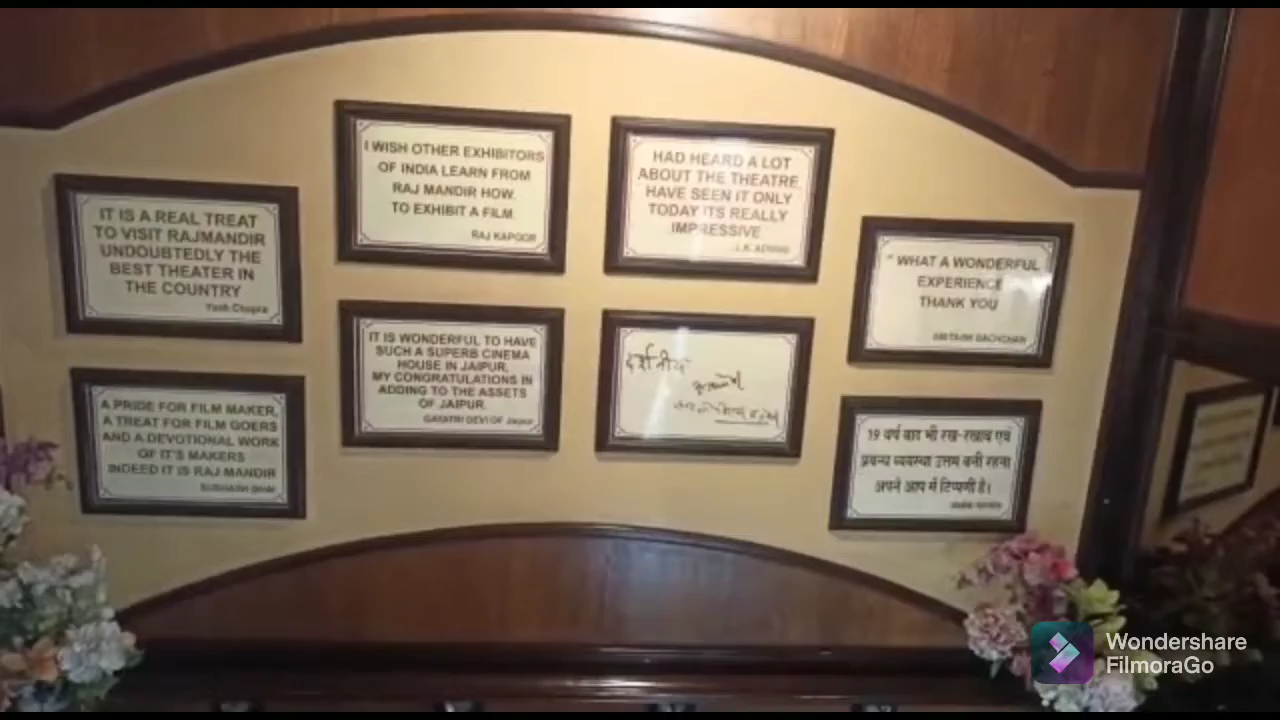 IT IS A REAL TREAT
TO VISIT RAJMANDIR
UNDOUBTEDLY THE
BEST THEATER IN
THE COUNTRY
Yash Chopra
I WISH OTHER EXHIBITORS
OF INDIA LEARN FROM
RAJ MANDIR HOW
TO EXHIBIT A FILM.
RAJ KAPOOR
HAD HEARD A LOT
ABOUT THE THEATRE
HAVE SEEN IT ONLY
TODAY ITS REALLY
IMPRESSIVE
L.K. ADVANI
" WHAT A WONDERFUL
EXPERIENCE
THANK YOU
AMITABH BACHCHAN
A PRIDE FOR FILM MAKER,
A TREAT FOR FILM GOERS
AND A DEVOTIONAL WORK
OF IT'S MAKERS
INDEED IT IS RAJ MANDIR
SUBHASH GHAI
IT IS WONDERFUL TO HAVE
SUCH A SUPERB CINEMA
HOUSE IN JAIPUR,
MY CONGRATULATIONS IN
ADDING TO THE ASSETS
OF JAIPUR.
GAYATRI DEVI OF JAIPUR
दर्शनीय
19 वर्ष बाद भी रख-रखाव एवं
प्रबन्ध व्यवस्था उत्तम बनी रहना
अपने आप में टिप्पणी है।
Wondershare
FilmoraGo